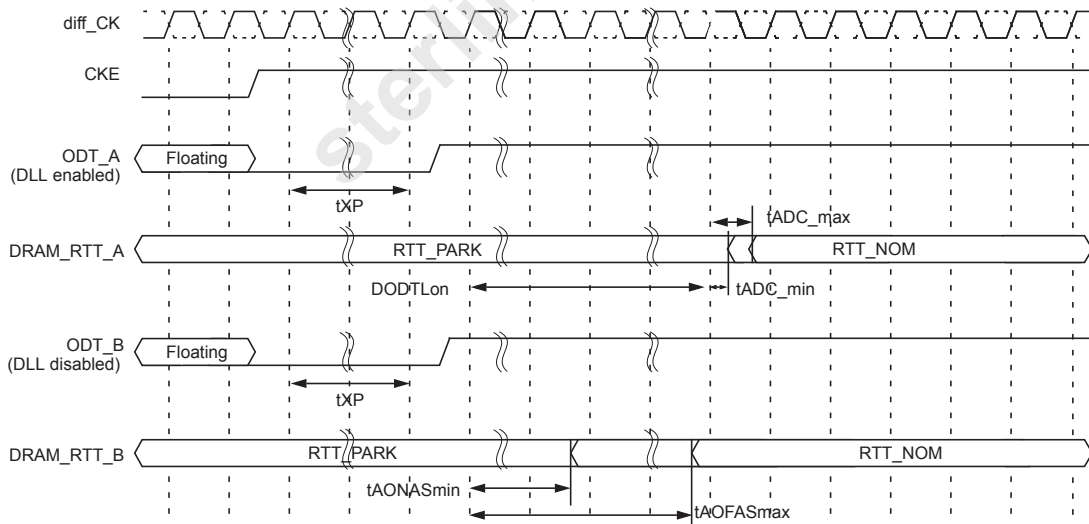 diff_CK
CKE
ODT_A
(DLL enabled)
Floating
tXP
tADC_max
DRAM_RTT_A
RTT_PARK
RTT_NOM
DODTLon
tADC_min
ODT_B
(DLL disabled)
Floating
tXP
DRAM_RTT_B
RTT_PARK
RTT_NOM
tAONASmin
tAOFASmax